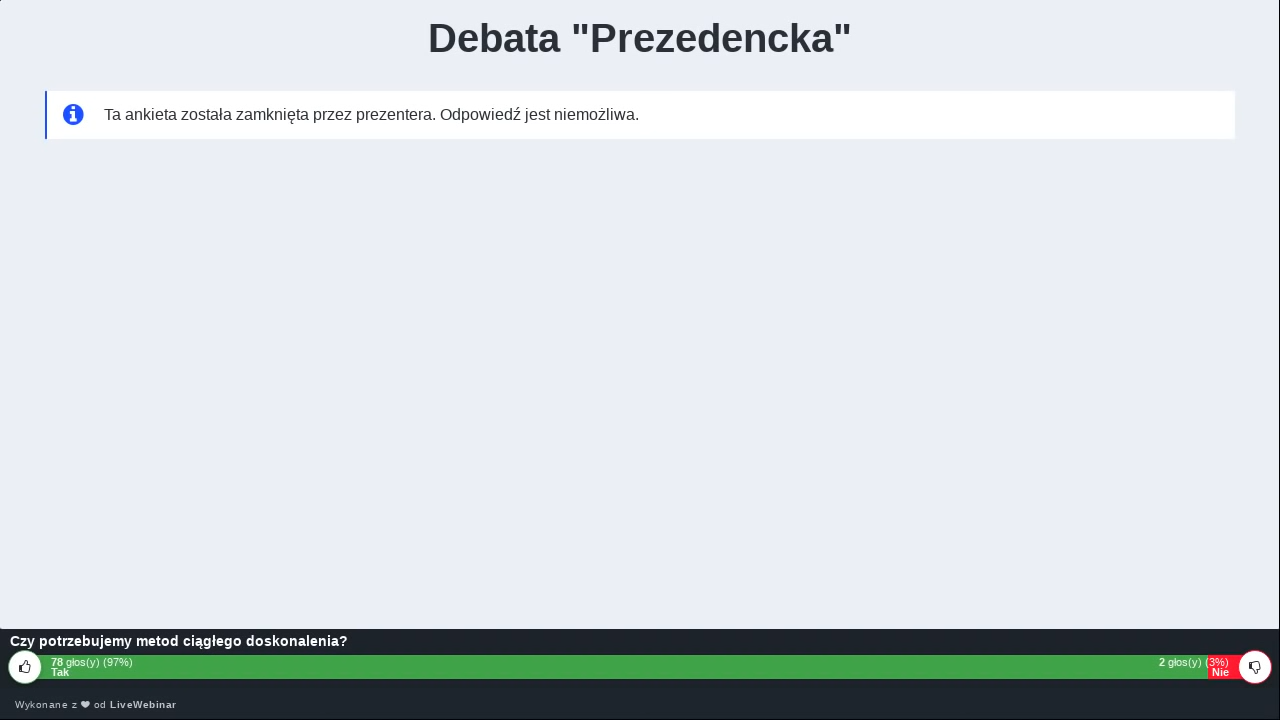 Debata "Prezedencka"
Ta ankieta została zamknięta przez prezentera. Odpowiedź jest niemożliwa.
Czy potrzebujemy metod ciągłego doskonalenia?
78 głos(y) (97%)
Tak
2 głos(y) (3%)
Nie
Wykonane z ❤ od LiveWebinar